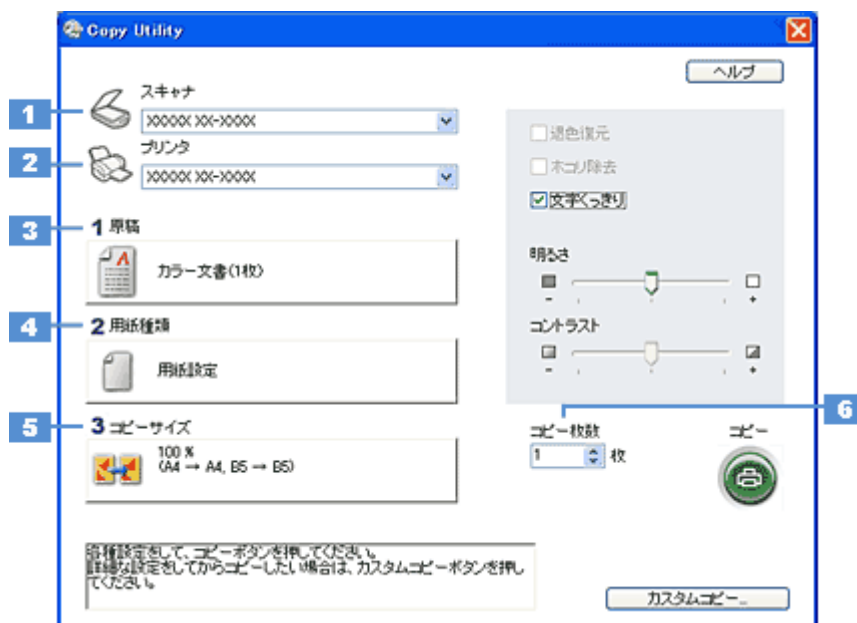 Copy Utility
ヘルプ
スキャナ
1
XXXXX XX-XXXX
プリンタ
2
XXXXX XX-XXXX
退色復元
ホコリ除去
文字くっきり
3
1 原稿
カラー文書(1枚)
明るさ
- +
4
2 用紙種類
用紙設定
コントラスト
- +
5
3 コピーサイズ
100 %
(A4 → A4, B5 → B5)
6
コピー枚数
1 枚
コピー
各種設定をして、コピーボタンを押してください。
詳細な設定をしてからコピーしたい場合は、カスタムコピーボタンを押し
てください。
カスタムコピー...